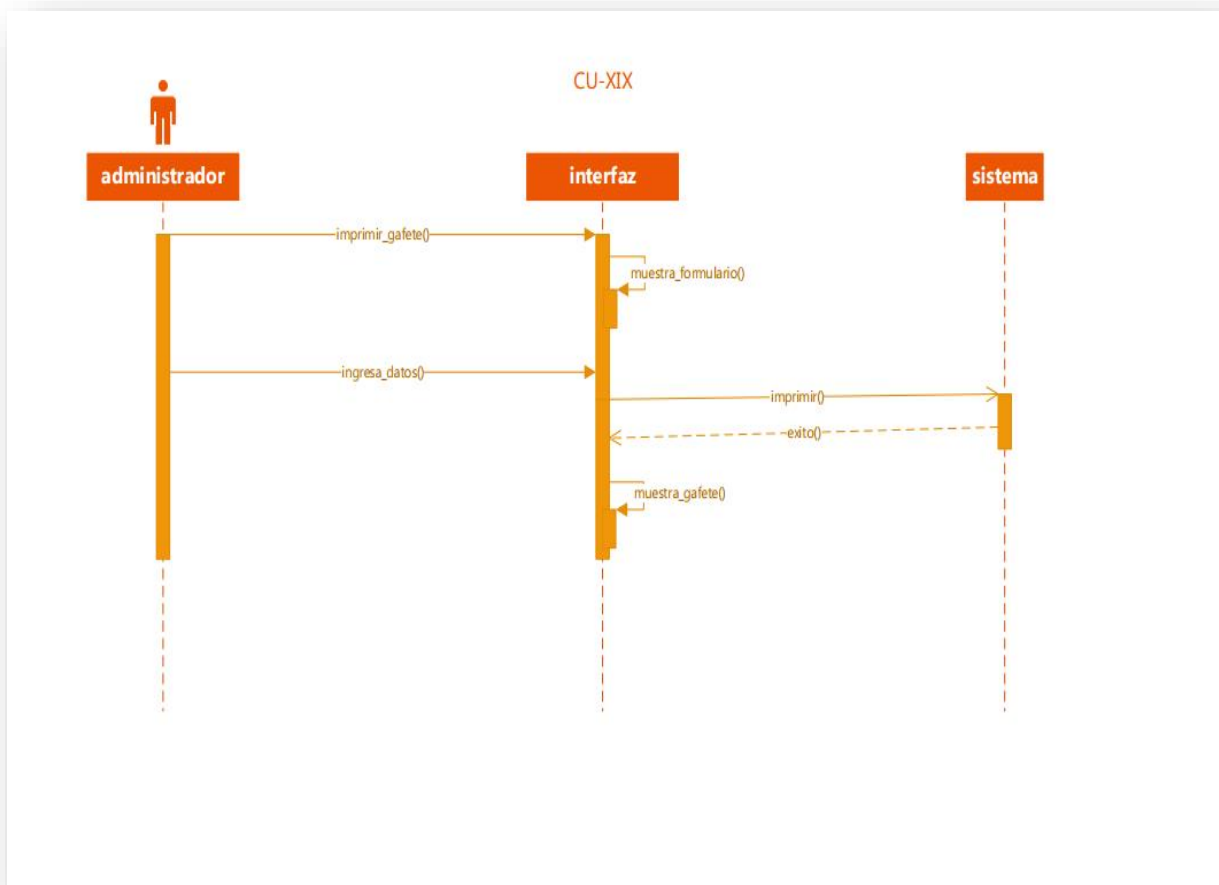 CU-XIX
administrador
interfaz
sistema
imprimir_gafete()
muestra_formulario()
ingresa_datos()
imprimir()
exito()
muestra_gafete()